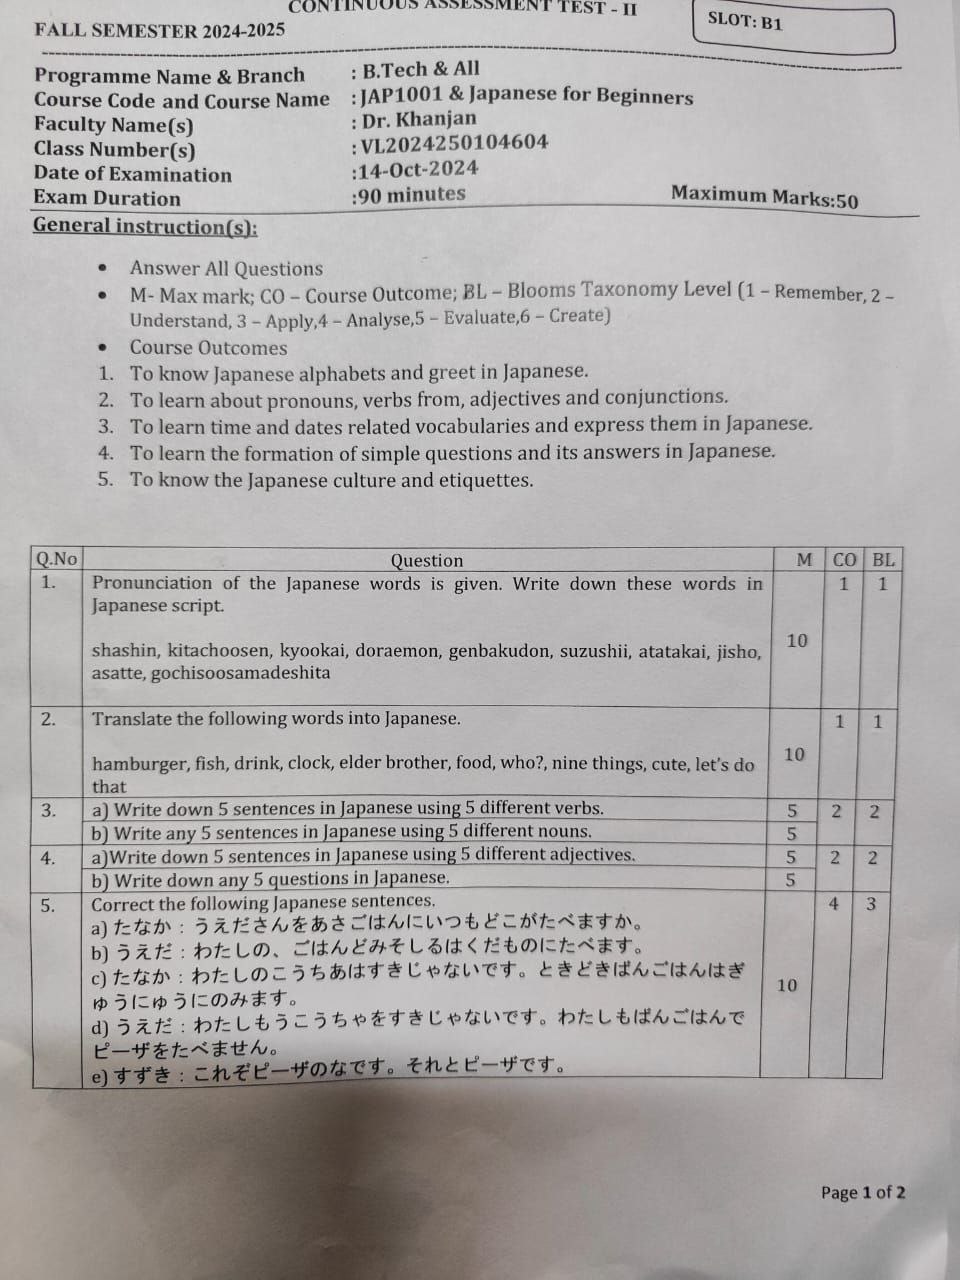 CONTINUOUS ASSESSMENT TEST - II
FALL SEMESTER 2024-2025
SLOT: B1
Programme Name & Branch : B.Tech & All
Course Code and Course Name : JAP1001 & Japanese for Beginners
Faculty Name(s) : Dr. Khanjan
Class Number(s) : VL2024250104604
Date of Examination :14-Oct-2024
Exam Duration :90 minutes Maximum Marks:50
General instruction(s):
• Answer All Questions
• M- Max mark; CO – Course Outcome; BL – Blooms Taxonomy Level (1 – Remember, 2 –
Understand, 3 – Apply,4 – Analyse,5 – Evaluate,6 – Create)
• Course Outcomes
1. To know Japanese alphabets and greet in Japanese.
2. To learn about pronouns, verbs from, adjectives and conjunctions.
3. To learn time and dates related vocabularies and express them in Japanese.
4. To learn the formation of simple questions and its answers in Japanese.
5. To know the Japanese culture and etiquettes.
Q.No Question M CO BL
1. Pronunciation of the Japanese words is given. Write down these words in 1 1
Japanese script.
10
shashin, kitachoosen, kyookai, doraemon, genbakudon, suzushii, atatakai, jisho,
asatte, gochisoosamadeshita
2. Translate the following words into Japanese. 1 1
10
hamburger, fish, drink, clock, elder brother, food, who?, nine things, cute, let's do
that
3. a) Write down 5 sentences in Japanese using 5 different verbs. 5 2 2
b) Write any 5 sentences in Japanese using 5 different nouns. 5
4. a)Write down 5 sentences in Japanese using 5 different adjectives. 5 2 2
b) Write down any 5 questions in Japanese. 5
5. Correct the following Japanese sentences. 4 3
a) たなか : うえださんをあさごはんにいつもどこがたべますか。
b) うえだ : わたしの、ごはんどみそしるはくだものにたべます。
c) たなか : わたしのこうちあはすきじゃないです。ときどきばんごはんはぎ
10
ゅうにゅうにのみます。
d) うえだ : わたしもうこうちゃをすきじゃないです。わたしもばんごはんで
ピーザをたべません。
e) すずき : これぞピーザのなです。それとピーザです。
Page 1 of 2